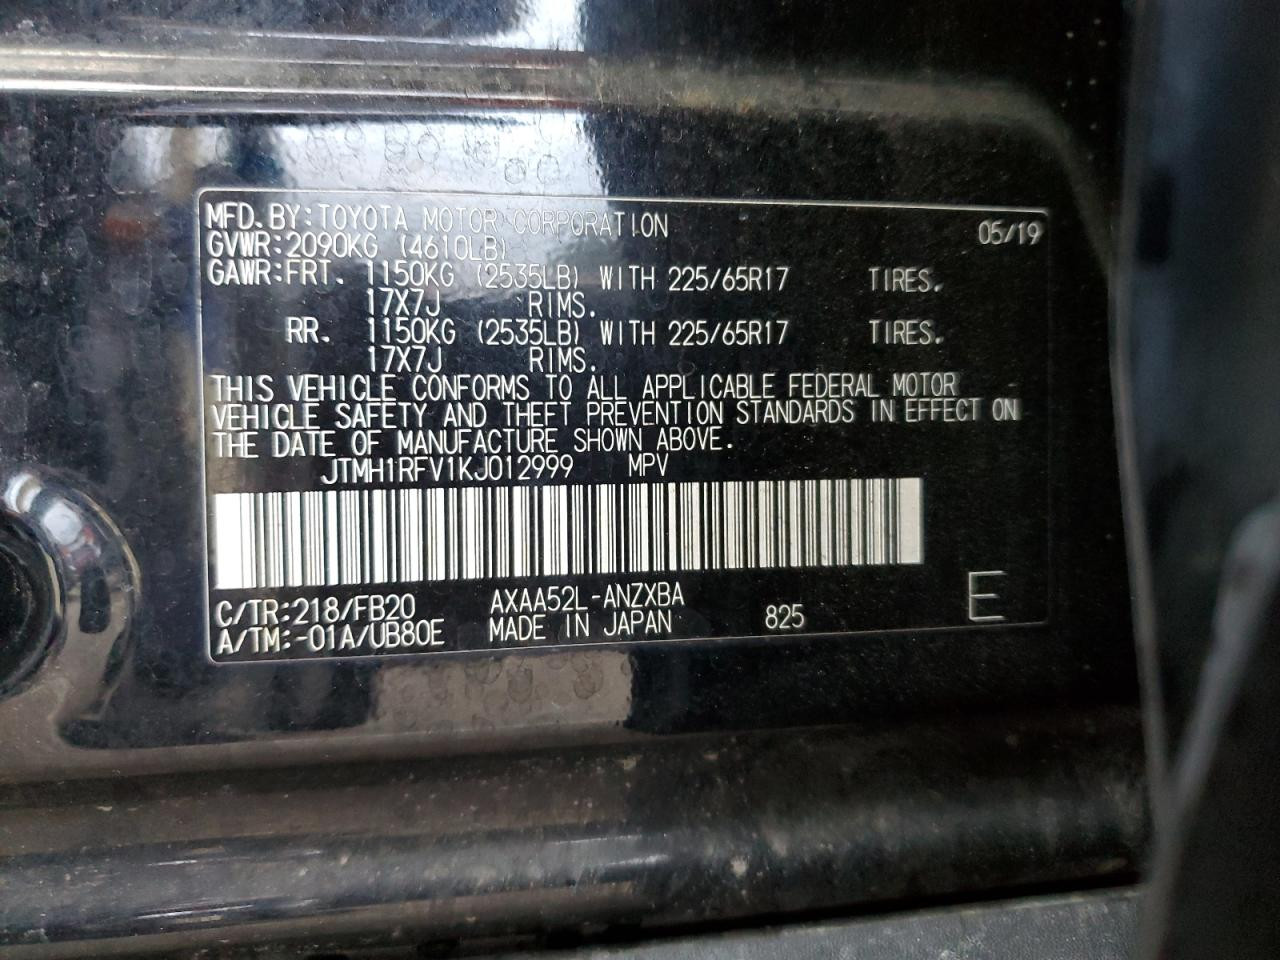 MFD. BY: TOYOTA MOTOR CORPORATION 05/19
GVWR: 2090KG (4610LB)
GAWR: FRT. 1150KG (2535LB) WITH 225/65R17 TIRES.
17X7J RIMS.
RR. 1150KG (2535LB) WITH 225/65R17 TIRES.
17X7J RIMS.
THIS VEHICLE CONFORMS TO ALL APPLICABLE FEDERAL MOTOR
VEHICLE SAFETY AND THEFT PREVENTION STANDARDS IN EFFECT ON
THE DATE OF MANUFACTURE SHOWN ABOVE.
JTMH1RFV1KJ012999 MPV
C/TR: 218/FB20 AXAA52L-ANZXBA
A/TM: -01A/UB80E MADE IN JAPAN 825 E